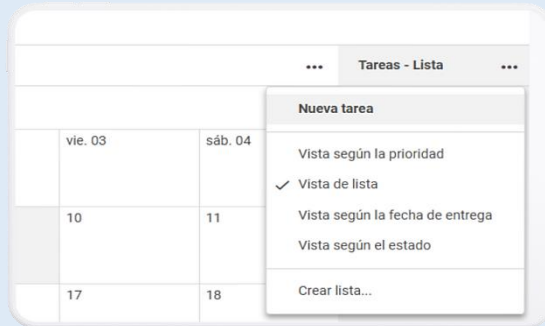 ... Tareas - Lista ...
Nueva tarea
vie. 03 sáb. 04
Vista según la prioridad
✓ Vista de lista
10 11
Vista según la fecha de entrega
Vista según el estado
17 18
Crear lista...